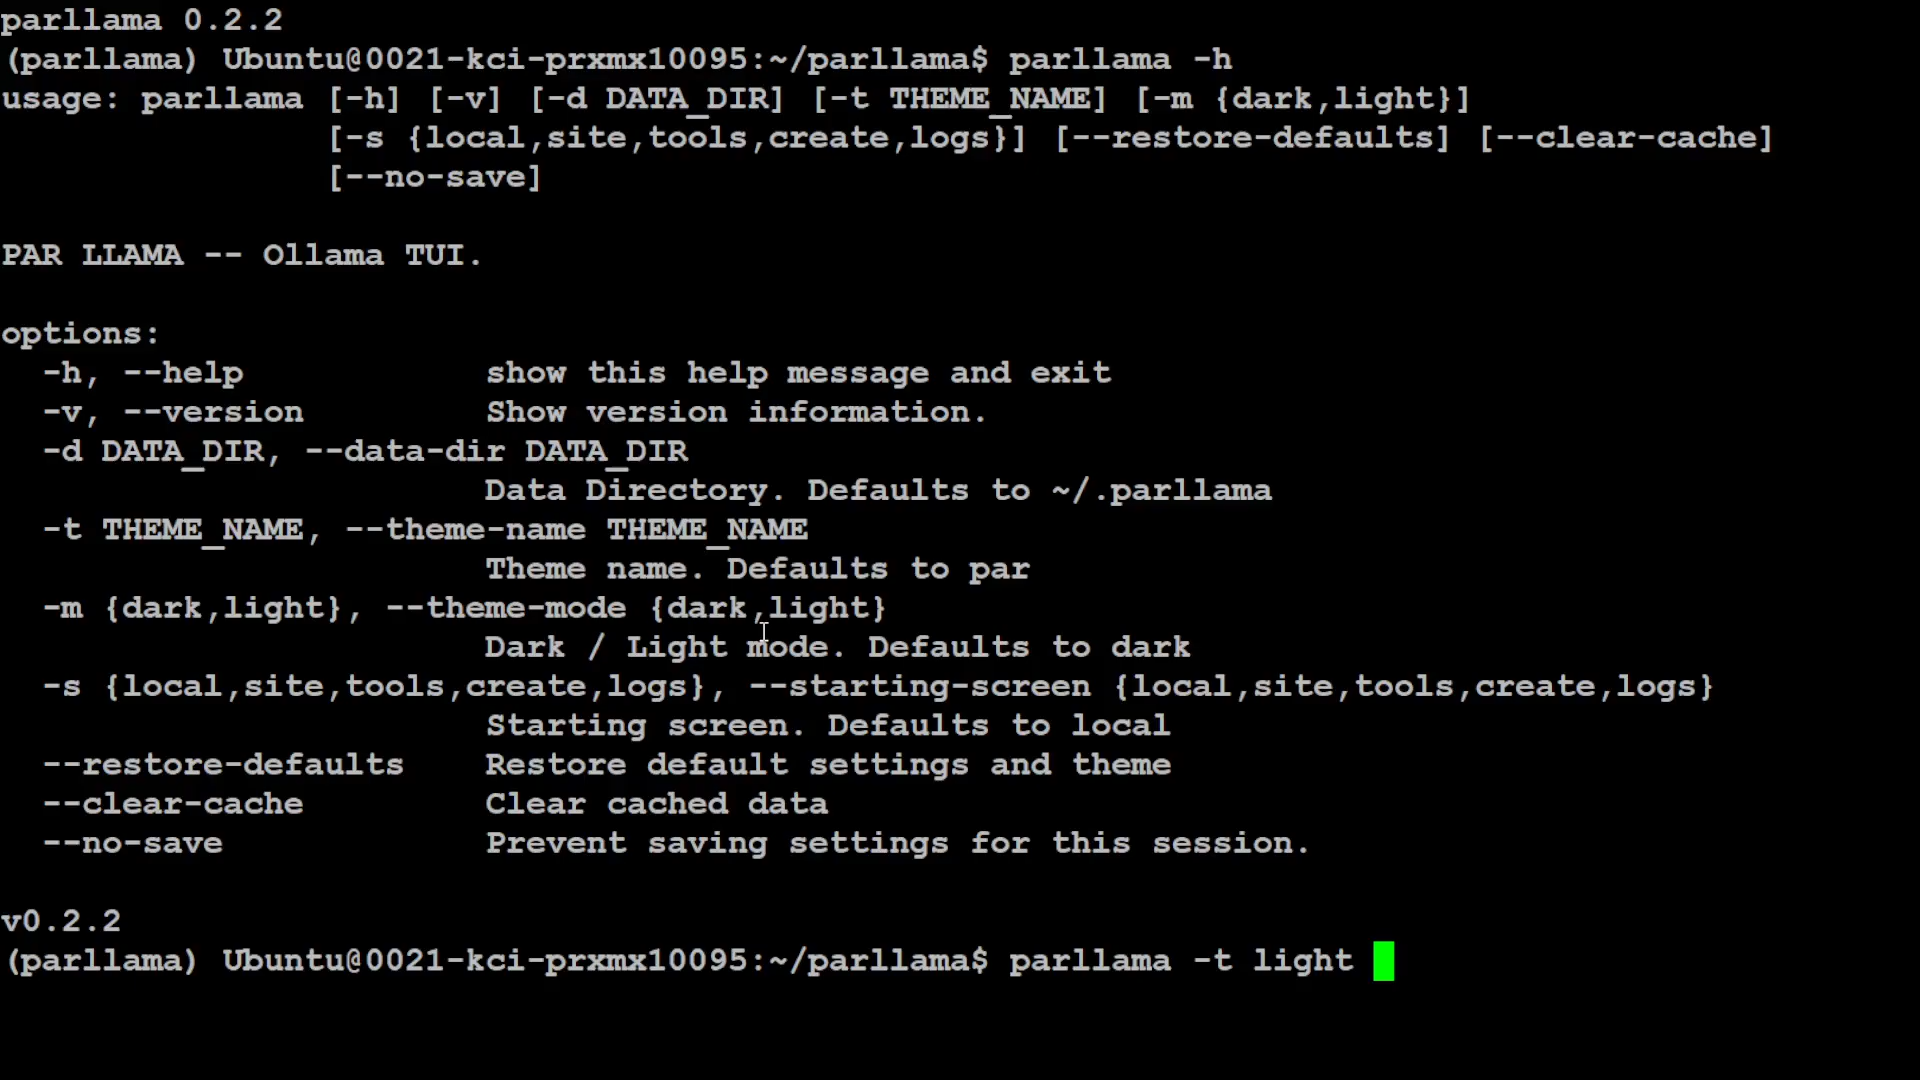 parllama 0.2.2
(parllama) Ubuntu@0021-kci-prxmx10095:~/parllama$ parllama -h
usage: parllama [-h] [-v] [-d DATA_DIR] [-t THEME_NAME] [-m {dark,light}]
[-s {local,site,tools,create,logs}] [--restore-defaults] [--clear-cache]
[--no-save]
PAR LLAMA -- Ollama TUI.
options:
-h, --help show this help message and exit
-v, --version Show version information.
-d DATA_DIR, --data-dir DATA_DIR
Data Directory. Defaults to ~/.parllama
-t THEME_NAME, --theme-name THEME_NAME
Theme name. Defaults to par
-m {dark,light}, --theme-mode {dark,light}
Dark / Light mode. Defaults to dark
-s {local,site,tools,create,logs}, --starting-screen {local,site,tools,create,logs}
Starting screen. Defaults to local
--restore-defaults Restore default settings and theme
--clear-cache Clear cached data
--no-save Prevent saving settings for this session.
v0.2.2
(parllama) Ubuntu@0021-kci-prxmx10095:~/parllama$ parllama -t light